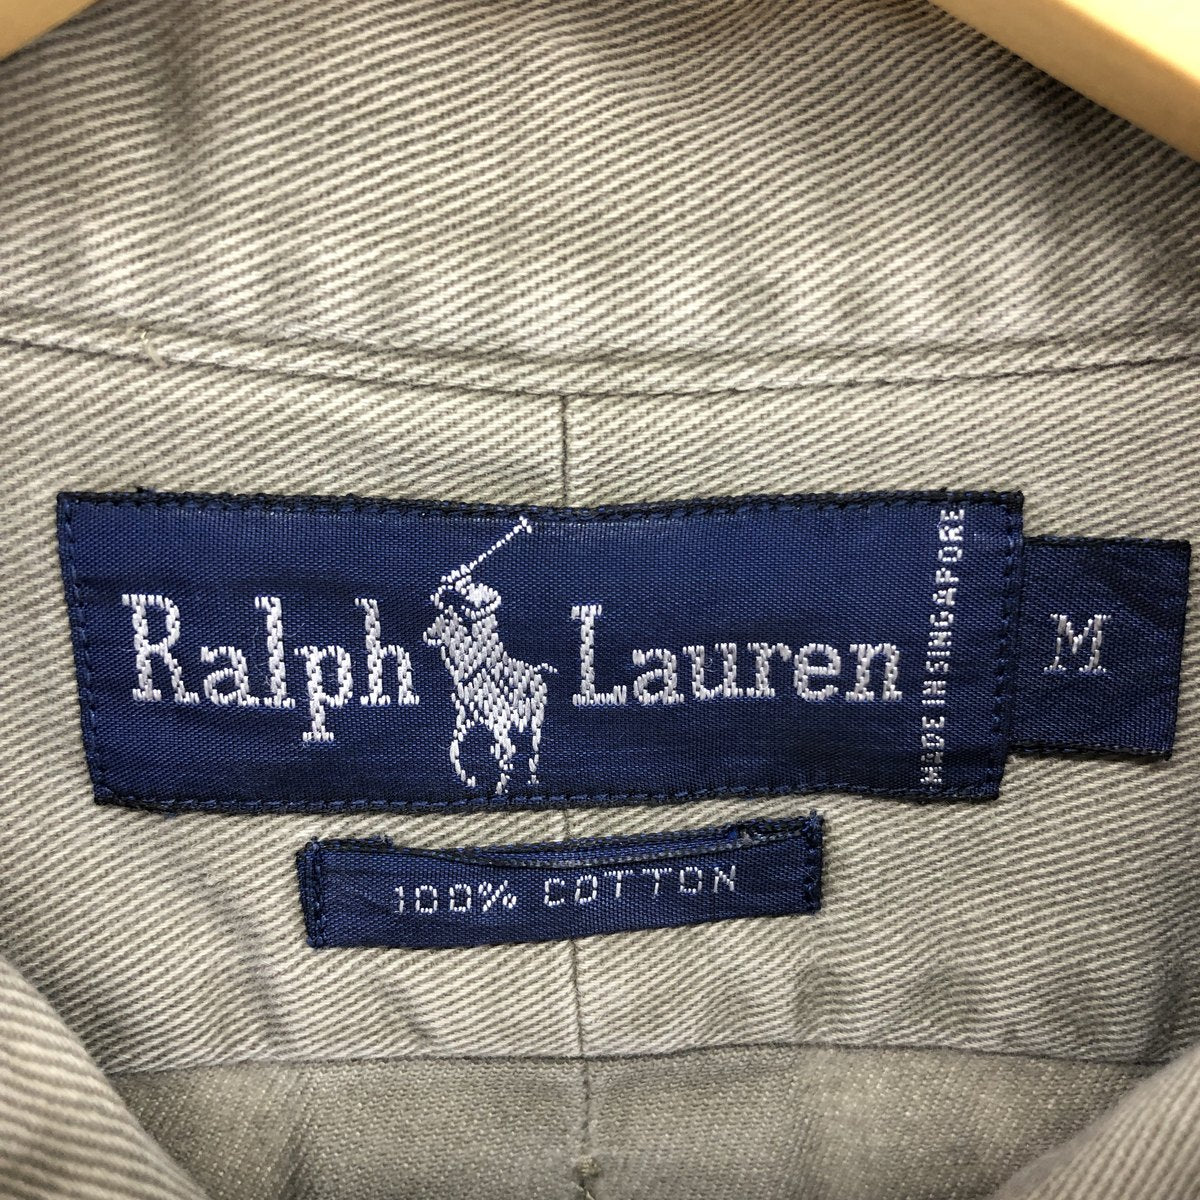 Ralph Lauren
MADE IN SINGAPORE
M
100% COTTON